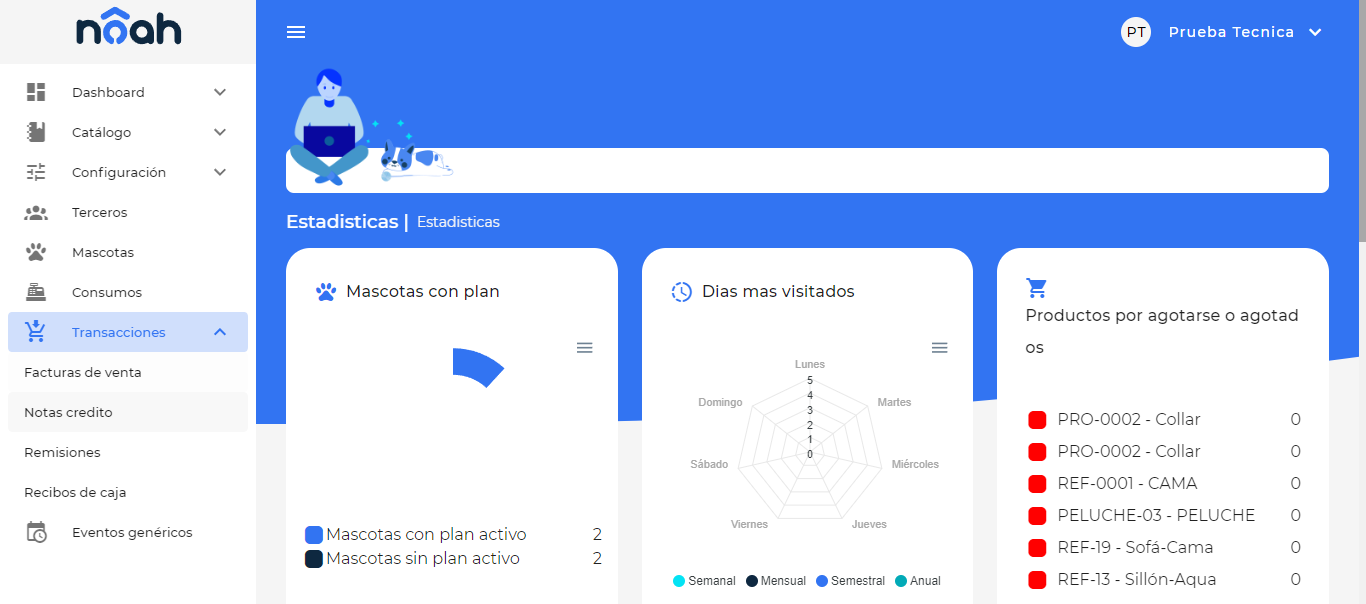 nôah
PT Prueba Tecnica
Dashboard
Catálogo
Configuración
Terceros
Mascotas
Consumos
Transacciones
Facturas de venta
Notas credito
Remisiones
Recibos de caja
Eventos genéricos
Estadisticas | Estadisticas
Mascotas con plan
Mascotas con plan activo 2
Mascotas sin plan activo 2
Dias mas visitados
Lunes
Martes
Miércoles
Jueves
Viernes
Sábado
Domingo
5
4
3
2
1
0
Semanal Mensual Semestral Anual
Productos por agotarse o agotad
os
PRO-0002 - Collar 0
PRO-0002 - Collar 0
REF-0001 - CAMA 0
PELUCHE-03 - PELUCHE 0
REF-19 - Sofá-Cama 0
REF-13 - Sillón-Aqua 0